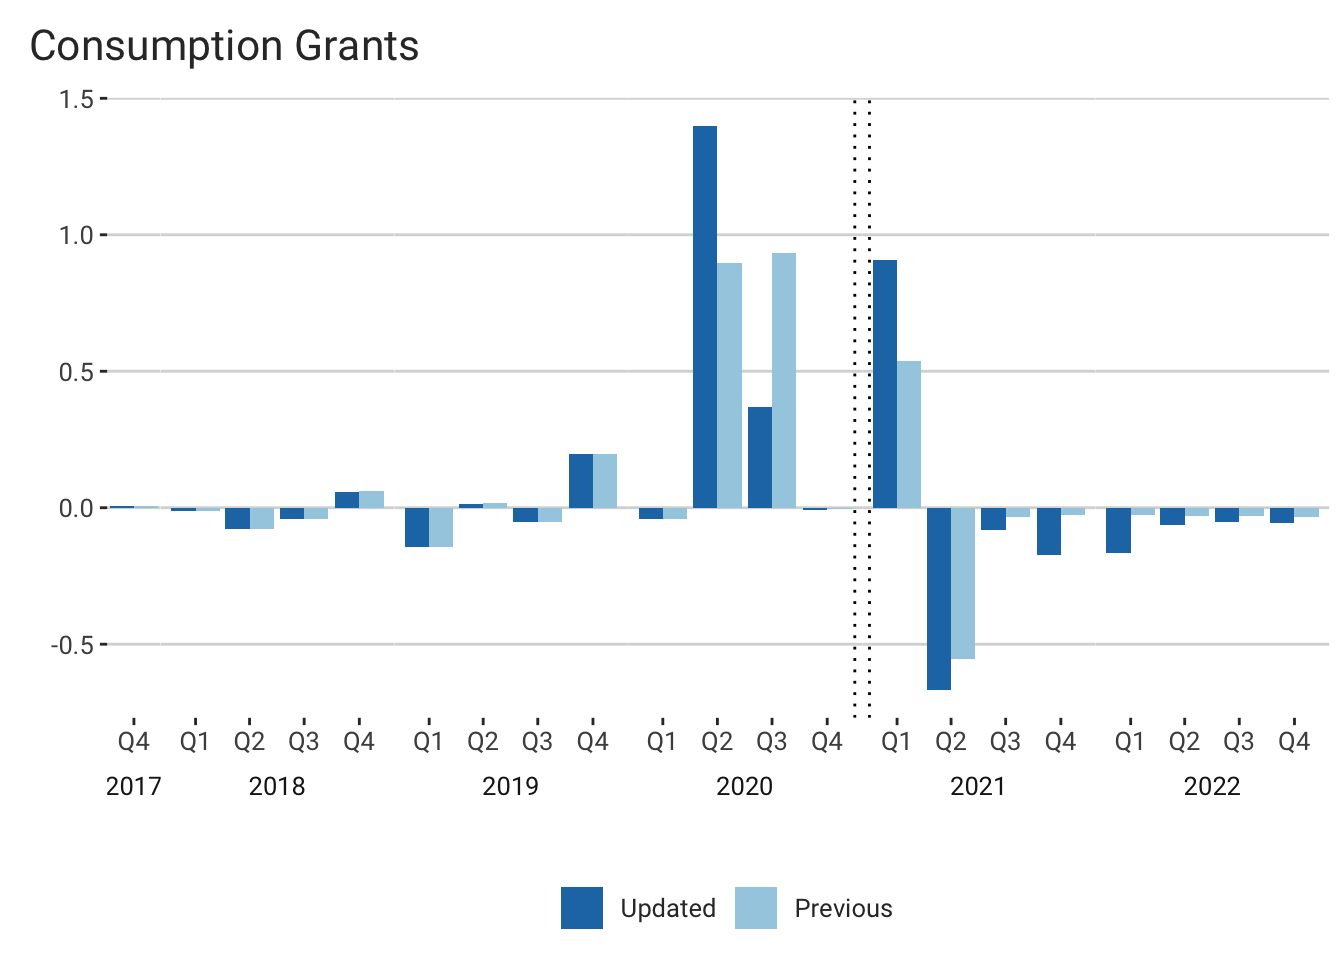 Consumption Grants
1.5
1.0
0.5
0.0
-0.5
Q4 Q1 Q2 Q3 Q4 Q1 Q2 Q3 Q4 Q1 Q2 Q3 Q4 Q1 Q2 Q3 Q4 Q1 Q2 Q3 Q4
2017 2018 2019 2020 2021 2022
Updated Previous